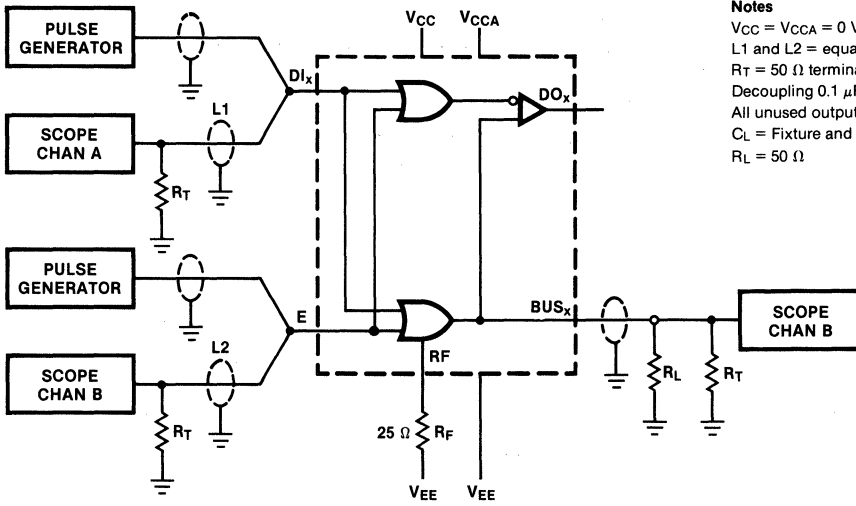 PULSE
GENERATOR
SCOPE
CHAN A
L1
RT
DIx
VCC
VCCA
DOx
PULSE
GENERATOR
SCOPE
CHAN B
L2
RT
E
RF
25 Ω
RF
VEE
VEE
BUSx
RL
RT
SCOPE
CHAN B
Notes
VCC = VCCA = 0 V
L1 and L2 = equa
RT = 50 Ω termina
Decoupling 0.1 μF
All unused output
CL = Fixture and
RL = 50 Ω